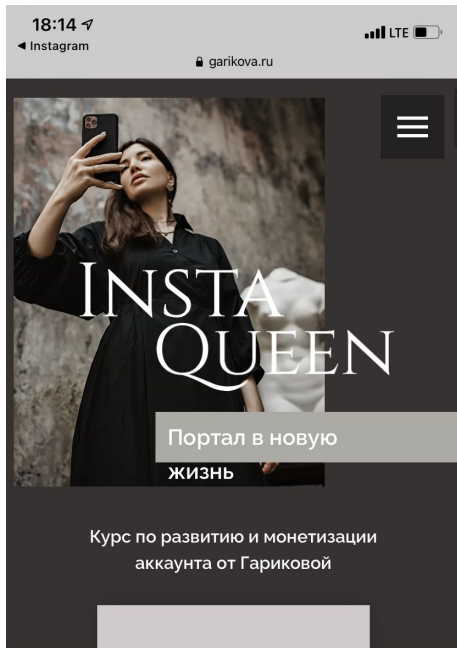 18:14
LTE
◀ Instagram
garikova.ru
INSTA
QUEEN
Портал в новую
жизнь
Курс по развитию и монетизации
аккаунта от Гариковой